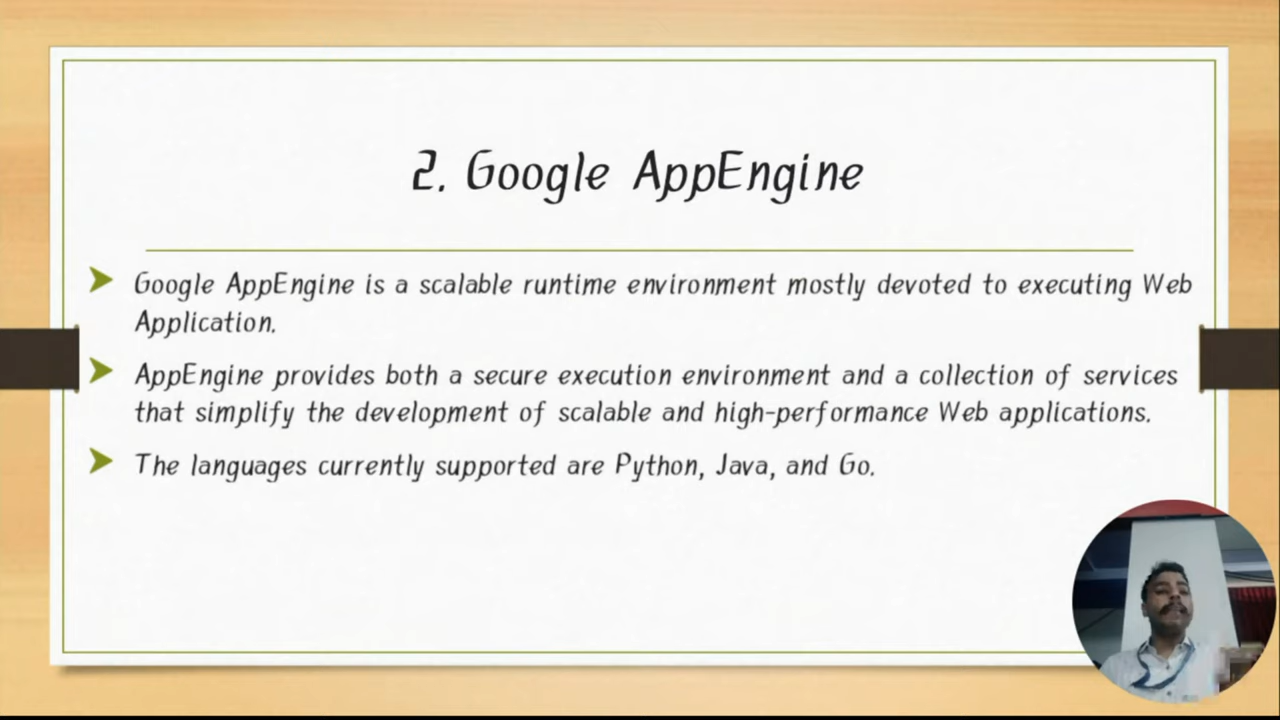 2. Google AppEngine
Google AppEngine is a scalable runtime environment mostly devoted to executing Web
Application.
AppEngine provides both a secure execution environment and a collection of services
that simplify the development of scalable and high-performance Web applications.
The languages currently supported are Python, Java, and Go.